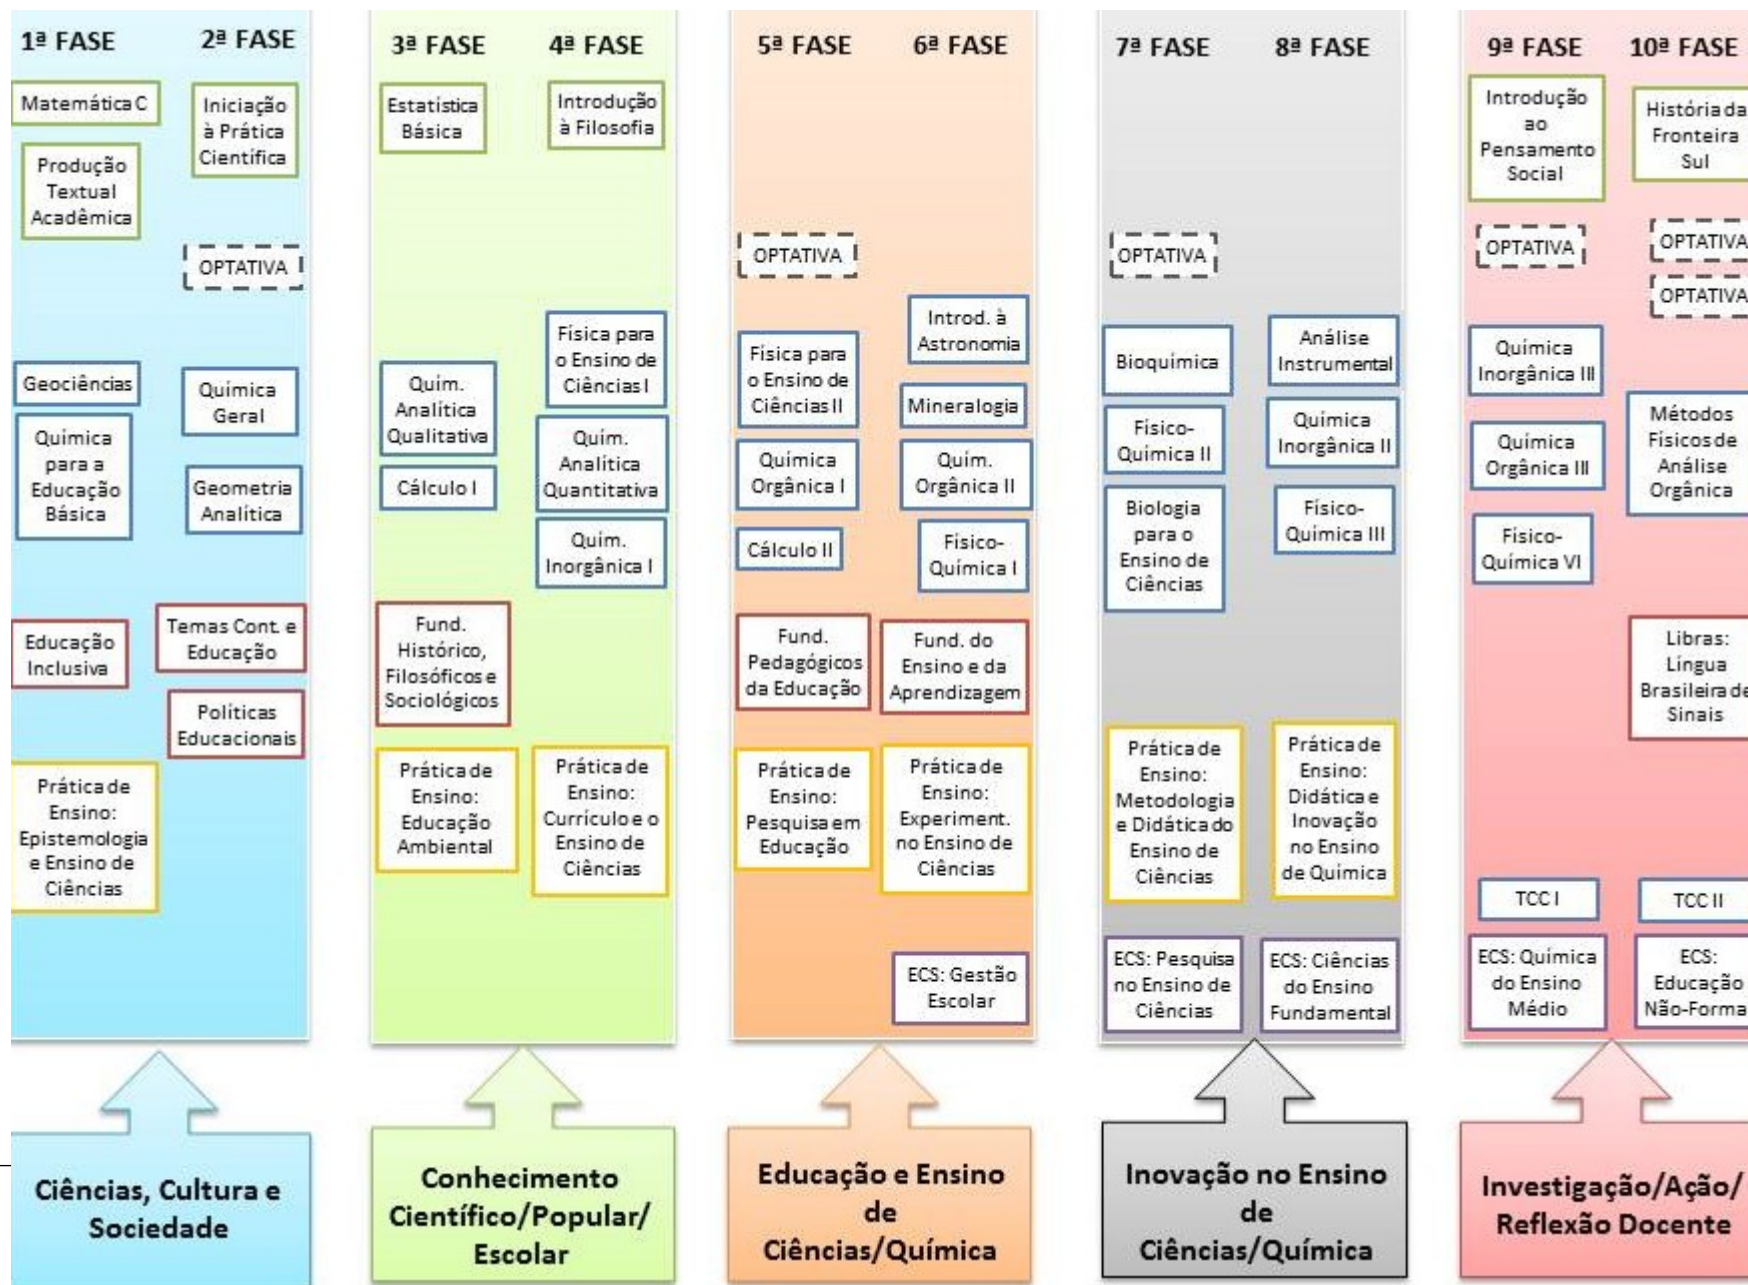 1ª FASE
Matemática C
Produção
Textual
Acadêmica
Geociências
Química
para a
Educação
Básica
Educação
Inclusiva
Prática de
Ensino:
Epistemologia
e Ensino de
Ciências
2ª FASE
Iniciação
à Prática
Científica
OPTATIVA
Química
Geral
Geometria
Analítica
Temas Cont. e
Educação
Políticas
Educacionais
Ciências, Cultura e
Sociedade
3ª FASE
Estatística
Básica
Quim.
Analítica
Qualitativa
Cálculo I
Fund.
Histórico,
Filosóficos e
Sociológicos
Prática de
Ensino:
Educação
Ambiental
4ª FASE
Introdução
à Filosofia
Física para
o Ensino de
Ciências I
Quim.
Analítica
Quantitativa
Quim.
Inorgânica I
Prática de
Ensino:
Currículo e o
Ensino de
Ciências
Conhecimento
Científico/Popular/
Escolar
5ª FASE
OPTATIVA
Física para
o Ensino de
Ciências II
Química
Orgânica I
Cálculo II
Fund.
Pedagógicos
da Educação
Prática de
Ensino:
Pesquisa em
Educação
6ª FASE
Introd. à
Astronomia
Mineralogia
Quim.
Orgânica II
Físico-
Química I
Fund. do
Ensino e da
Aprendizagem
Prática de
Ensino:
Experiment.
no Ensino de
Ciências
ECS: Gestão
Escolar
Educação e Ensino
de
Ciências/Química
7ª FASE
OPTATIVA
Bioquímica
Físico-
Química II
Biologia
para o
Ensino de
Ciências
Prática de
Ensino:
Metodologia
e Didática do
Ensino de
Ciências
ECS: Pesquisa
no Ensino de
Ciências
8ª FASE
Análise
Instrumental
Química
Inorgânica II
Físico-
Química III
Prática de
Ensino:
Didática e
Inovação
no Ensino
de Química
ECS: Ciências
do Ensino
Fundamental
Inovação no Ensino
de
Ciências/Química
9ª FASE
Introdução
ao
Pensamento
Social
OPTATIVA
Química
Inorgânica III
Química
Orgânica III
Físico-
Química VI
TCC I
ECS: Química
do Ensino
Médio
10ª FASE
História da
Fronteira
Sul
OPTATIVA
OPTATIVA
Métodos
Físicos de
Análise
Orgânica
Libras:
Língua
Brasileira de
Sinais
TCC II
ECS:
Educação
Não-Forma
Investigação/Ação/
Reflexão Docente